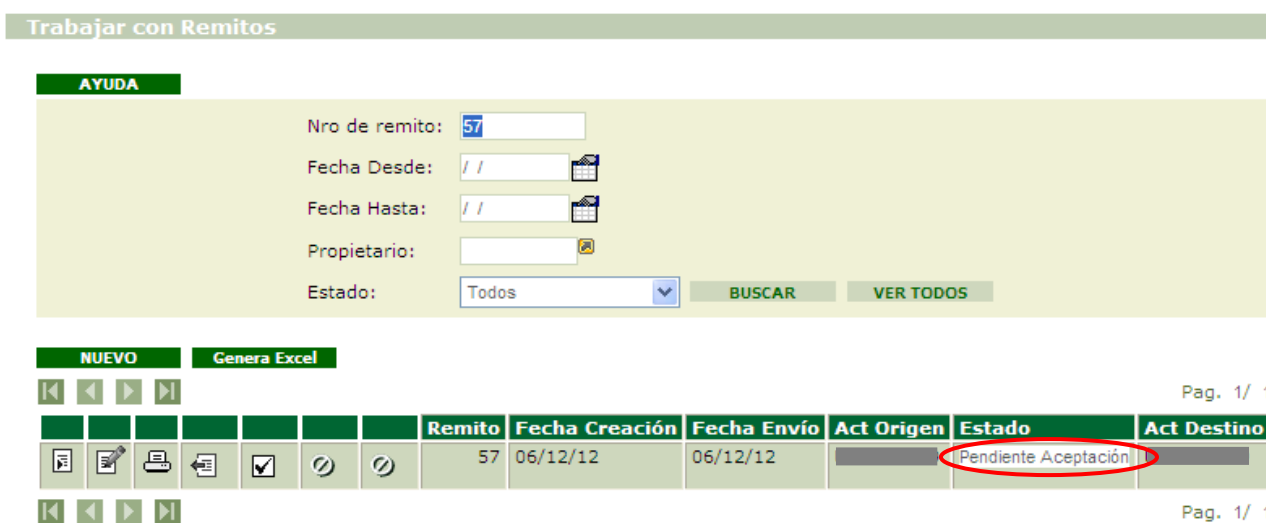 Trabajar con Remitos
AYUDA
Nro de remito: 57
Fecha Desde: / /
Fecha Hasta: / /
Propietario:
Estado: Todos BUSCAR VER TODOS
NUEVO Genera Excel
Pag. 1/ 1
Remito Fecha Creación Fecha Envío Act Origen Estado Act Destino
57 06/12/12 06/12/12 Pendiente Aceptación
Pag. 1/ 1